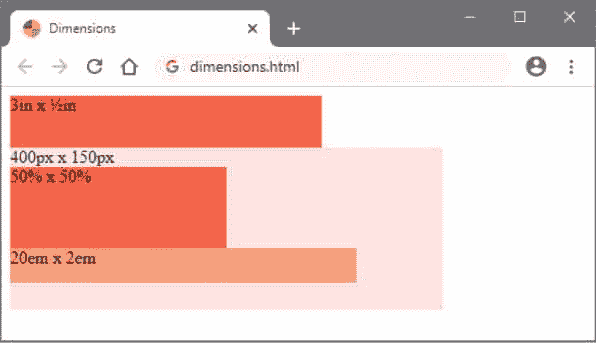 Dimensions
dimensions.html
3in x ½in
400px x 150px
50% x 50%
20em x 2em